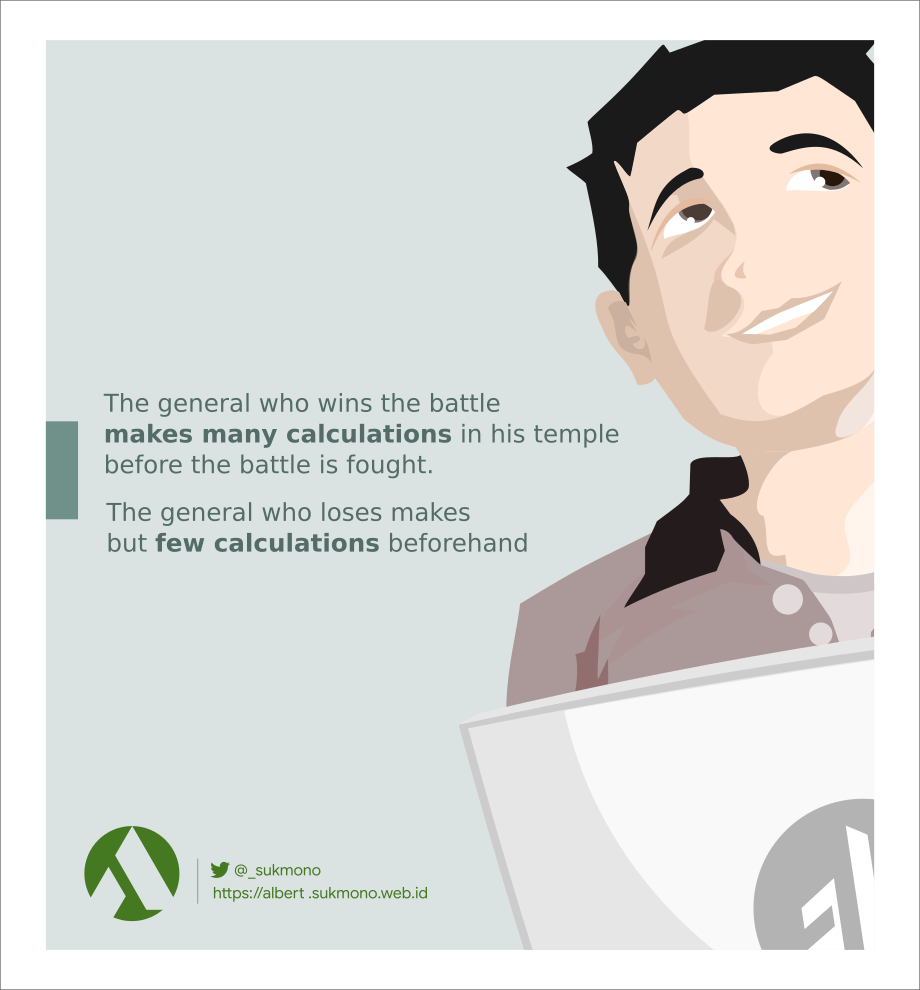 The general who wins the battle
makes many calculations in his temple
before the battle is fought.
The general who loses makes
but few calculations beforehand
@_sukmono
https://albert .sukmono.web.id